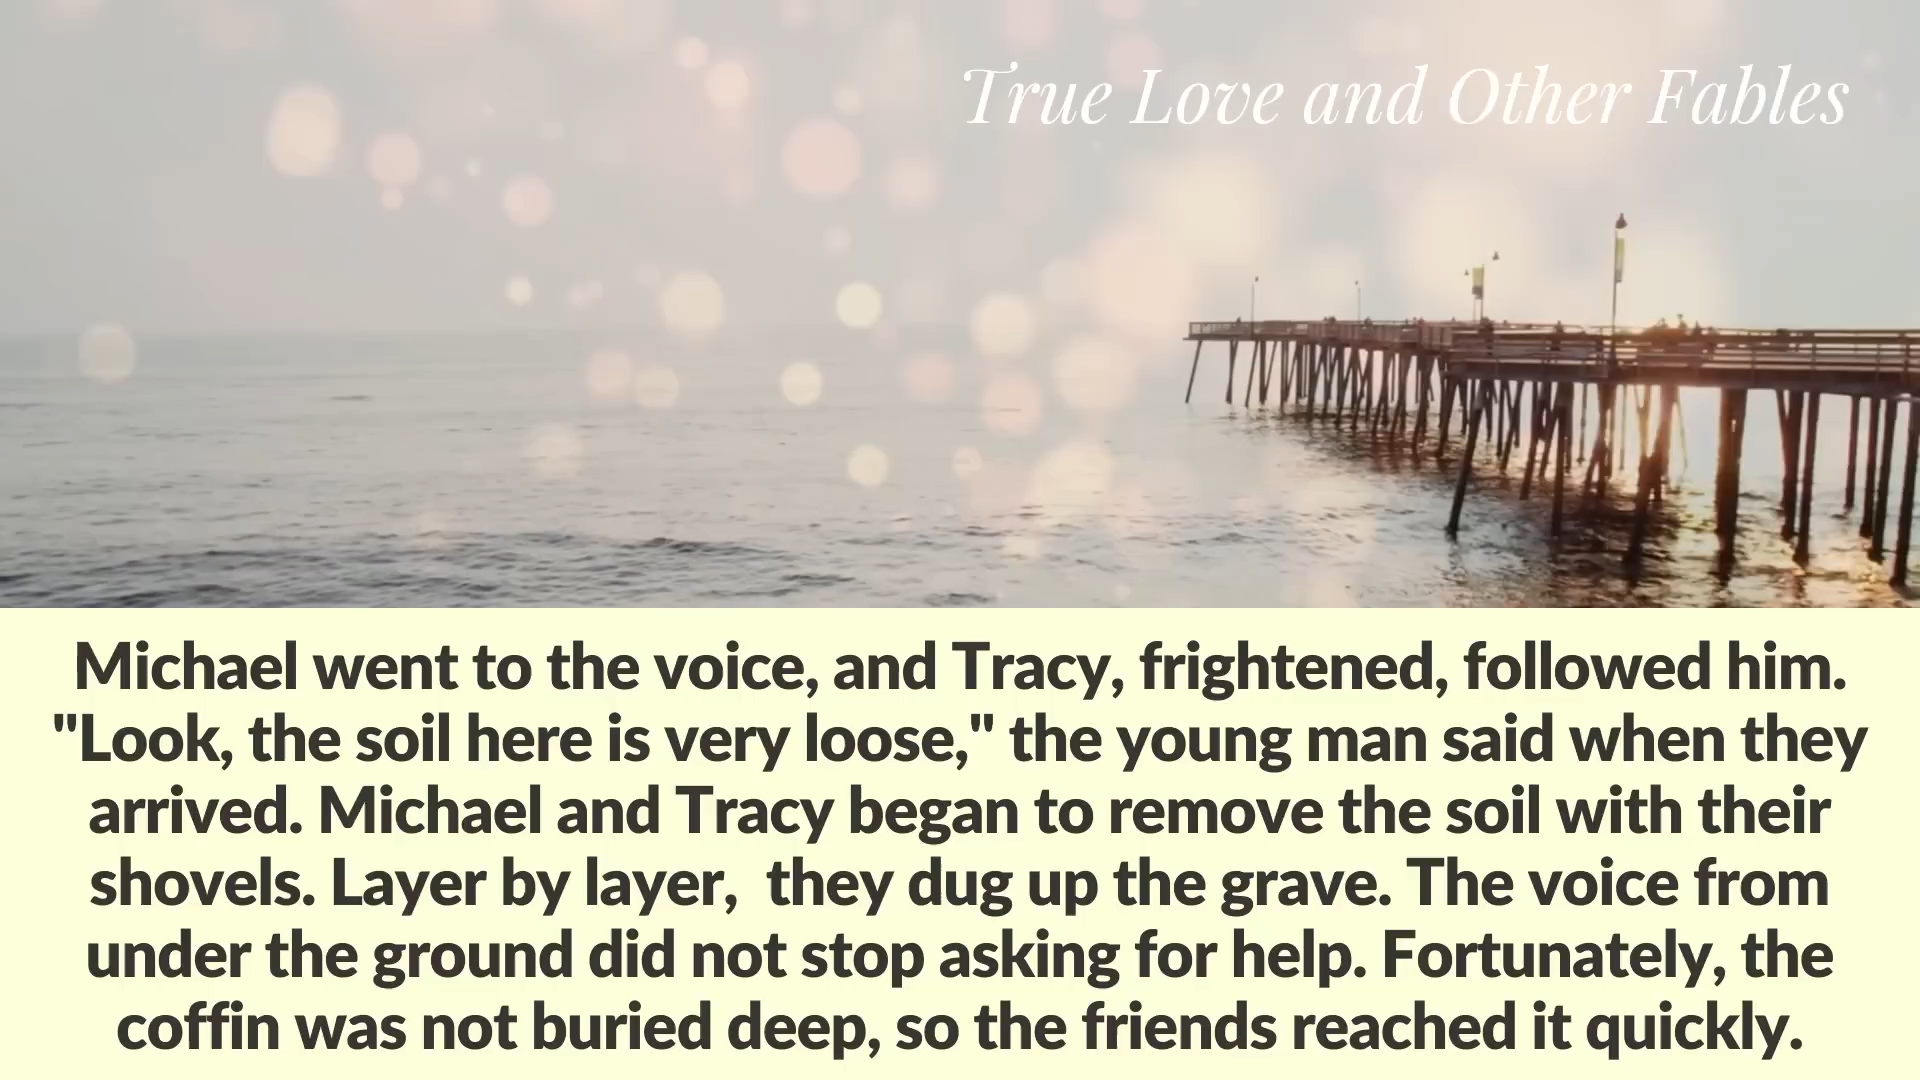 True Love and Other Fables
Michael went to the voice, and Tracy, frightened, followed him.
"Look, the soil here is very loose," the young man said when they
arrived. Michael and Tracy began to remove the soil with their
shovels. Layer by layer,  they dug up the grave. The voice from
under the ground did not stop asking for help. Fortunately, the
coffin was not buried deep, so the friends reached it quickly.